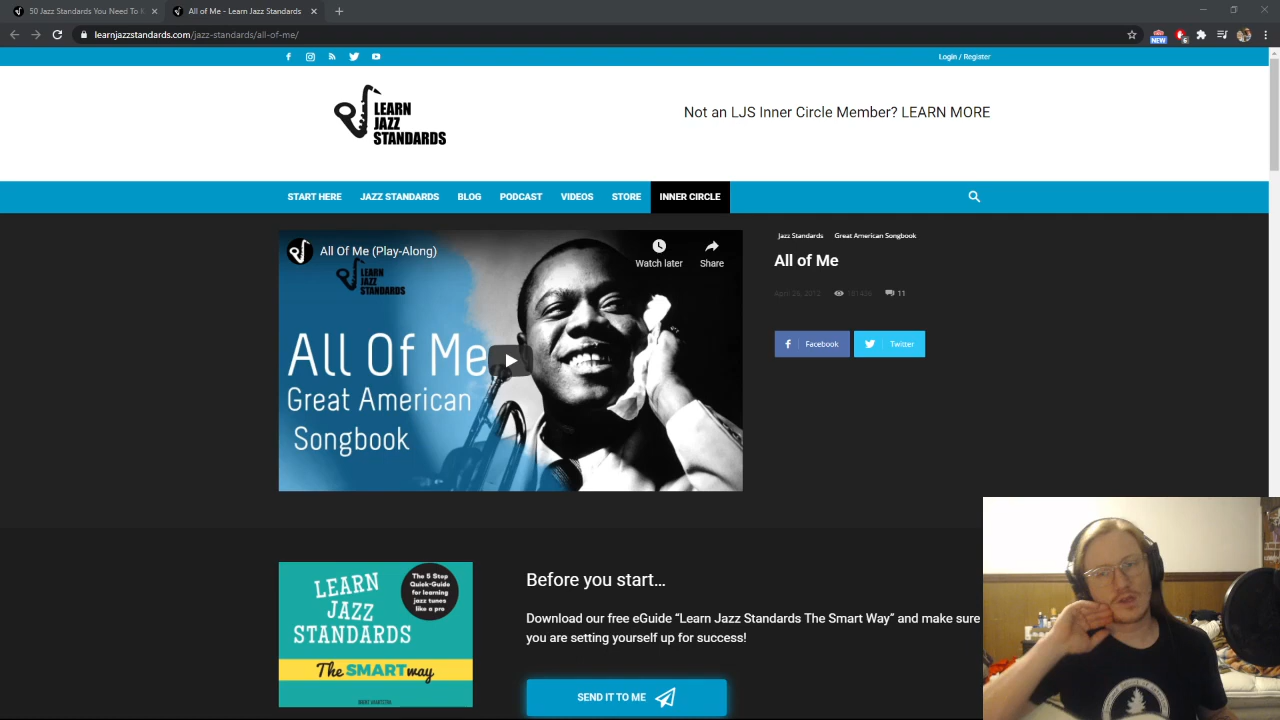 50 Jazz Standards You Need To K
All of Me - Learn Jazz Standards
learnjazzstandards.com/jazz-standards/all-of-me/
NEW
6
Login / Register
LEARN
JAZZ
STANDARDS
Not an LJS Inner Circle Member? LEARN MORE
START HERE
JAZZ STANDARDS
BLOG
PODCAST
VIDEOS
STORE
INNER CIRCLE
All Of Me (Play-Along)
Watch later
Share
LEARN
JAZZ
STANDARDS
All Of Me
Great American
Songbook
Jazz Standards
Great American Songbook
All of Me
April 26, 2012
11
Facebook
Twitter
LEARN
JAZZ
STANDARDS
The SMART way
The 5 Step
Quick-Guide
for learning
jazz tunes
like a pro
Before you start...
Download our free eGuide “Learn Jazz Standards The Smart Way” and make sure
you are setting yourself up for success!
SEND IT TO ME